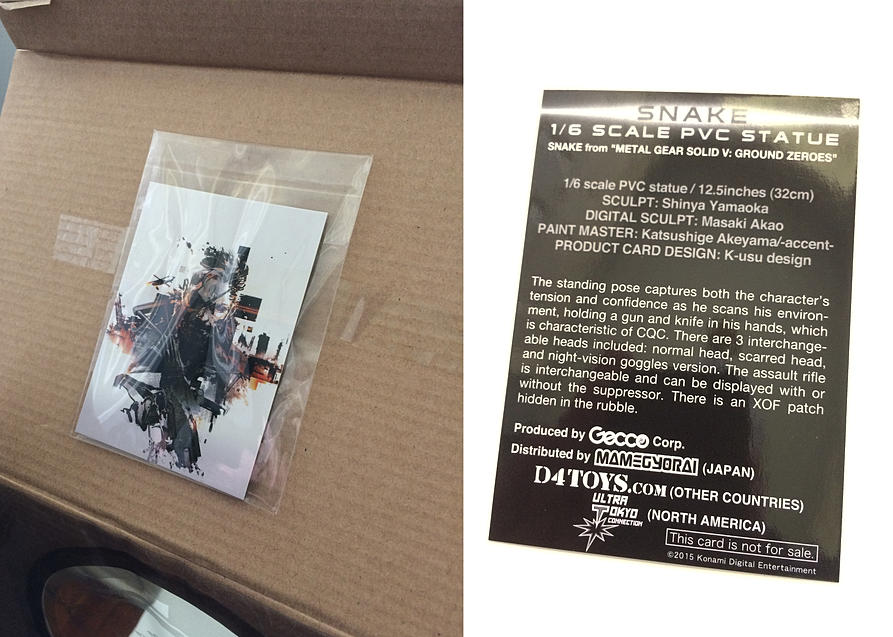 SNAKE
1/6 SCALE PVC STATUE
SNAKE from "METAL GEAR SOLID V: GROUND ZEROES"
1/6 scale PVC statue / 12.5inches (32cm)
SCULPT: Shinya Yamaoka
DIGITAL SCULPT: Masaki Akao
PAINT MASTER: Katsushige Akeyama/-accent-
PRODUCT CARD DESIGN: K-usu design
The standing pose captures both the character's
tension and confidence as he scans his environ-
ment, holding a gun and knife in his hands, which
is characteristic of CQC. There are 3 interchange-
able heads included: normal head, scarred head,
and night-vision goggles version. The assault rifle
is interchangeable and can be displayed with or
without the suppressor. There is an XOF patch
hidden in the rubble.
Produced by Gecco Corp.
Distributed by MAMEGYORAI (JAPAN)
D4TOYS.COM (OTHER COUNTRIES)
ULTRA TOKYO CONNECTION (NORTH AMERICA)
This card is not for sale.
©2015 Konami Digital Entertainment